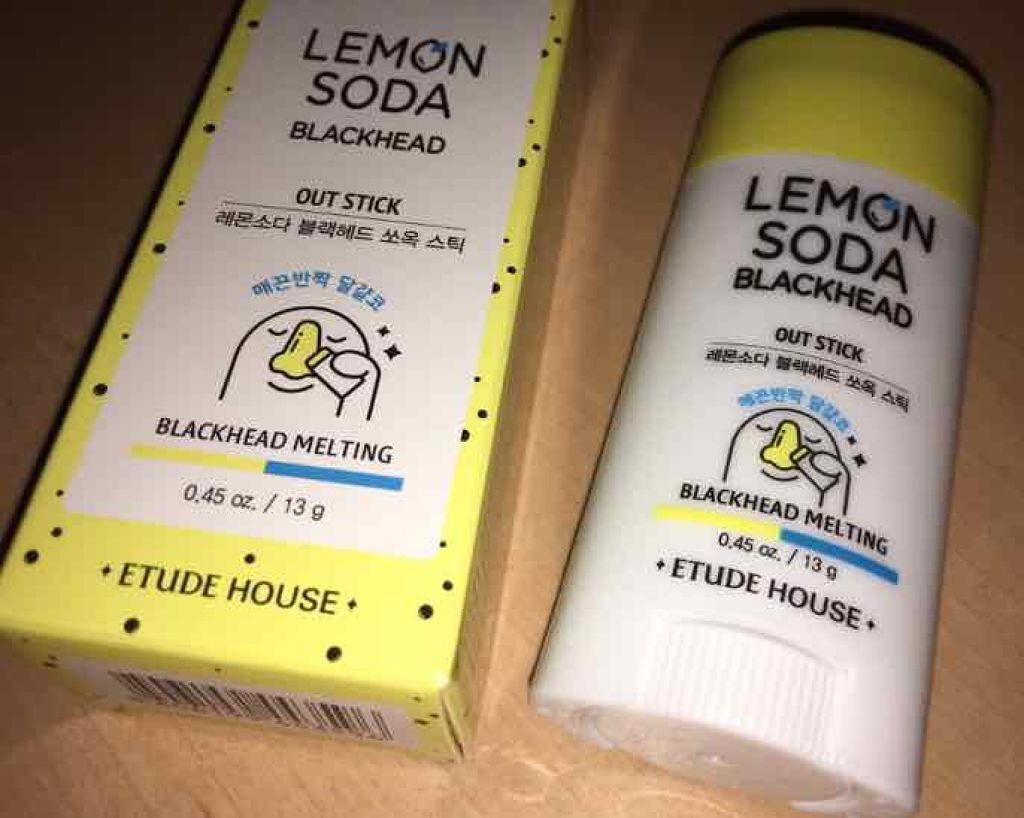 LEMON
SODA
BLACKHEAD
OUT STICK
레몬소다 블랙헤드 쏘옥 스틱
매끈반짝 달걀코
BLACKHEAD MELTING
0.45 oz. / 13 g
ETUDE HOUSE
LEMON
SODA
BLACKHEAD
OUT STICK
레몬소다 블랙헤드 쏘옥 스틱
매끈반짝 달걀코
BLACKHEAD MELTING
0.45 oz. / 13 g
ETUDE HOUSE